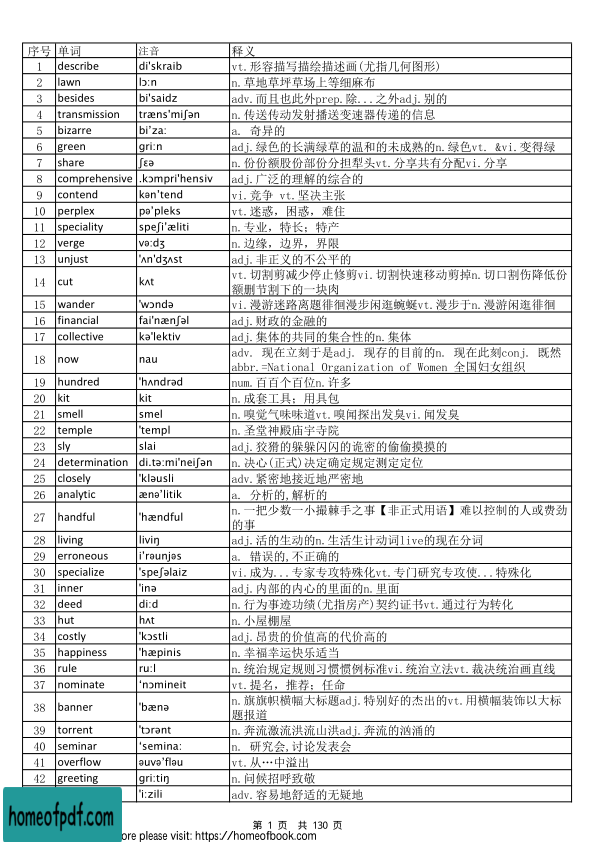 序号 单词 注音 释义
1 describe di'skraib vt.形容描写描绘描述画(尤指几何图形)
2 lawn lɔ:n n.草地草坪草场上等细麻布
3 besides bi'saidz adv.而且也此外prep.除...之外adj.别的
4 transmission træns'miʃən n.传送传动发射播送变速器传递的信息
5 bizarre bi'za: a. 奇异的
6 green gri:n adj.绿色的长满绿草的温和的未成熟的n.绿色vt. &vi.变得绿
7 share ʃɛə n.份份额股份部份分担犁头vt.分享共有分配vi.分享
8 comprehensive .kɔmpri'hensiv adj.广泛的理解的综合的
9 contend kən'tend vi.竞争 vt.坚决主张
10 perplex pə'pleks vt.迷惑，困惑，难住
11 speciality speʃi'æliti n.专业，特长；特产
12 verge və:dʒ n.边缘，边界，界限
13 unjust 'ʌn'dʒʌst adj.非正义的不公平的
14 cut kʌt vt.切割剪减少停止修剪vi.切割快速移动剪掉n.切口割伤降低份
额删节割下的一块肉
15 wander 'wɔndə vi.漫游迷路离题徘徊漫步闲逛蜿蜒vt.漫步于n.漫游闲逛徘徊
16 financial fai'nænʃəl adj.财政的金融的
17 collective kə'lektiv adj.集体的共同的集合性的n.集体
18 now nau adv. 现在立刻于是adj. 现存的目前的n. 现在此刻conj. 既然
abbr.=National Organization of Women 全国妇女组织
19 hundred 'hʌndrəd num.百百个百位n.许多
20 kit kit n.成套工具；用具包
21 smell smel n.嗅觉气味味道vt.嗅闻探出发臭vi.闻发臭
22 temple 'templ n.圣堂神殿庙宇寺院
23 sly slai adj.狡猾的躲躲闪闪的诡密的偷偷摸摸的
24 determination di.tə:mi'neiʃən n.决心(正式)决定确定规定测定定位
25 closely 'kləusli adv.紧密地接近地严密地
26 analytic ænə'litik a. 分析的,解析的
27 handful 'hændful n.一把少数一小撮棘手之事【非正式用语】难以控制的人或费劲
的事
28 living liviŋ adj.活的生动的n.生活生计动词live的现在分词
29 erroneous i'rəunjəs a. 错误的,不正确的
30 specialize 'speʃəlaiz vi.成为...专家专攻特殊化vt.专门研究专攻使...特殊化
31 inner 'inə adj.内部的内心的里面的n.里面
32 deed di:d n.行为事迹功绩(尤指房产)契约证书vt.通过行为转化
33 hut hʌt n.小屋棚屋
34 costly 'kɔstli adj.昂贵的价值高的代价高的
35 happiness 'hæpinis n.幸福幸运快乐适当
36 rule ru:l n.统治规定规则习惯惯例标准vi.统治立法vt.裁决统治画直线
37 nominate 'nɔmineit vt.提名，推荐；任命
38 banner 'bænə n.旗旗帜横幅大标题adj.特别好的杰出的vt.用横幅装饰以大标
题报道
39 torrent 'tɔrənt n.奔流激流洪流山洪adj.奔流的汹涌的
40 seminar 'semina: n. 研究会,讨论发表会
41 overflow əuvə'fləu vt.从…中溢出
42 greeting gri:tiŋ n.问候招呼致敬
'i:zili adv.容易地舒适的无疑地
homeofpdf.com
第 1 页 共 130 页
ore please visit: https://homeofbook.com